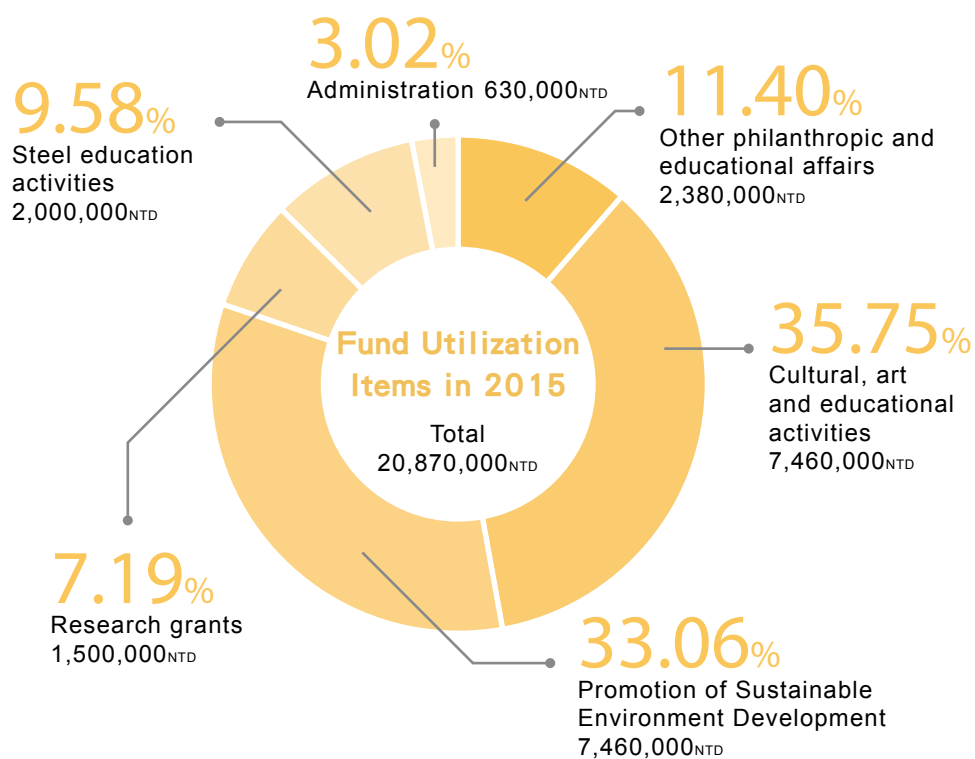 3.02%
Administration 630,000NTD
11.40%
Other philanthropic and
educational affairs
2,380,000NTD
9.58%
Steel education
activities
2,000,000NTD
35.75%
Cultural, art
and educational
activities
7,460,000NTD
Fund Utilization
Items in 2015
Total
20,870,000NTD
7.19%
Research grants
1,500,000NTD
33.06%
Promotion of Sustainable
Environment Development
7,460,000NTD